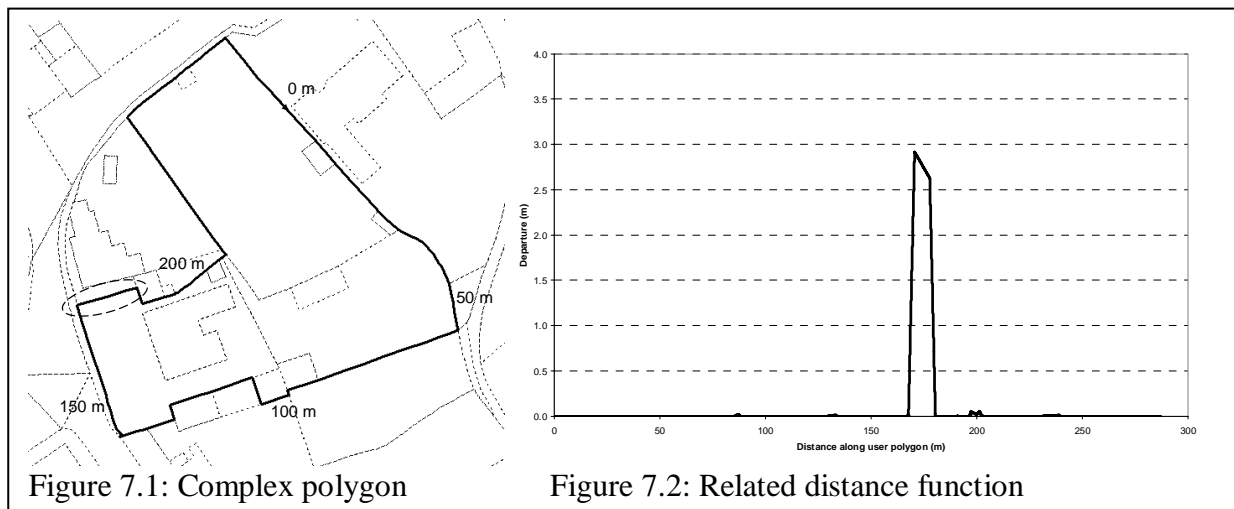 0 m
200 m
50 m
150 m
100 m
Figure 7.1: Complex polygon
4.0
3.5
3.0
2.5
2.0
1.5
1.0
0.5
0.0
Departure (m)
0 50 100 150 200 250 300
Distance along user polygon (m)
Figure 7.2: Related distance function